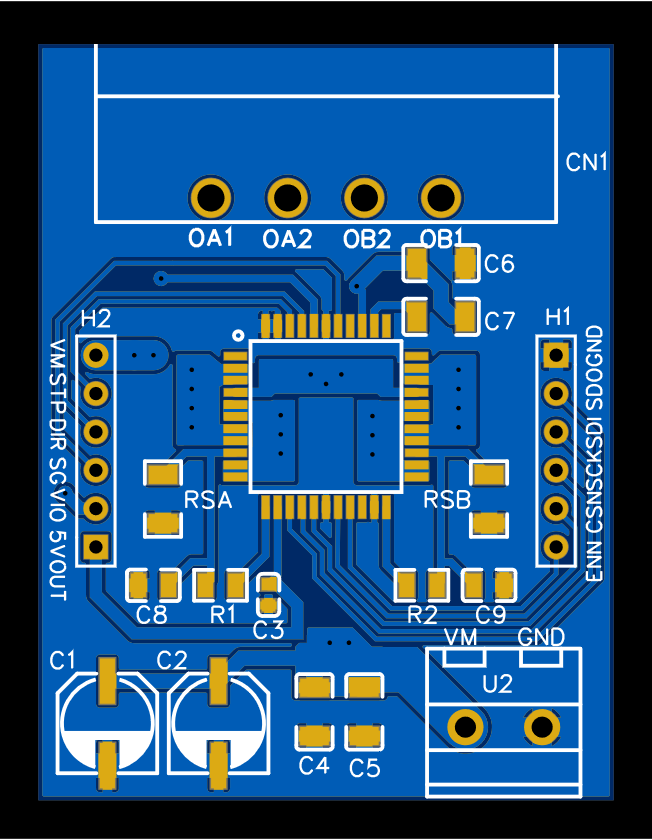 CN1
OA1 OA2 OB2 OB1
C6
C7
H2
H1
VM STP DIR SG VIO 5VOUT
ENN CSN SCK SDI SDO GND
RSA
RSB
C8
R1
C3
R2
C9
VM
GND
C1
C2
U2
C4
C5